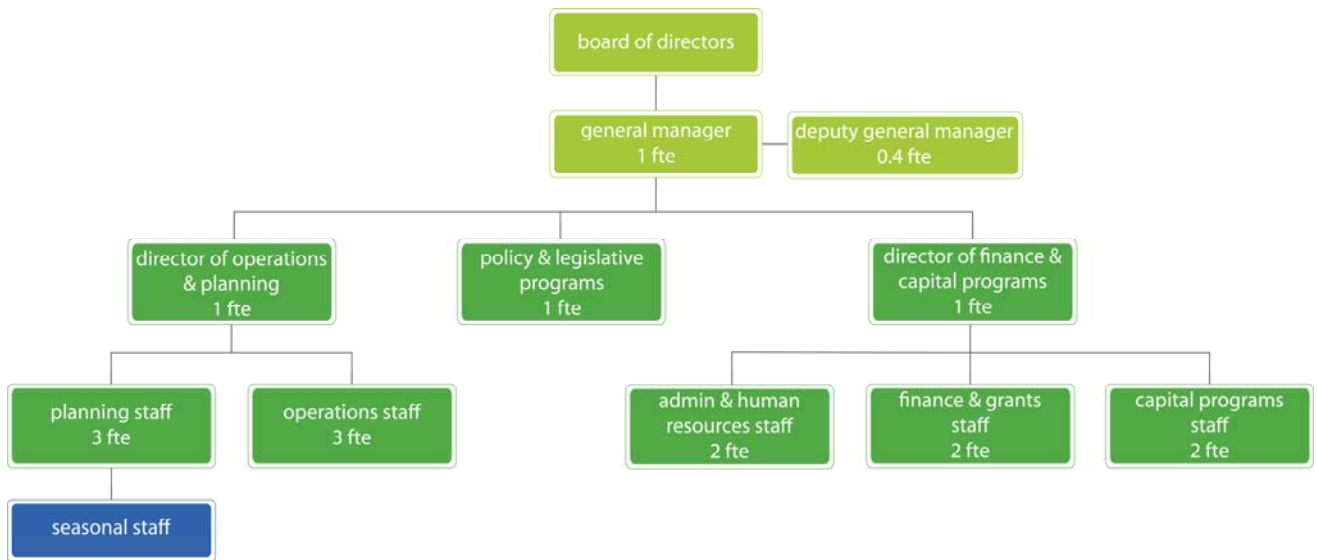 board of directors
general manager
1 fte
deputy general manager
0.4 fte
director of operations
& planning
1 fte
policy & legislative
programs
1 fte
director of finance &
capital programs
1 fte
planning staff
3 fte
operations staff
3 fte
admin & human
resources staff
2 fte
finance & grants
staff
2 fte
capital programs
staff
2 fte
seasonal staff